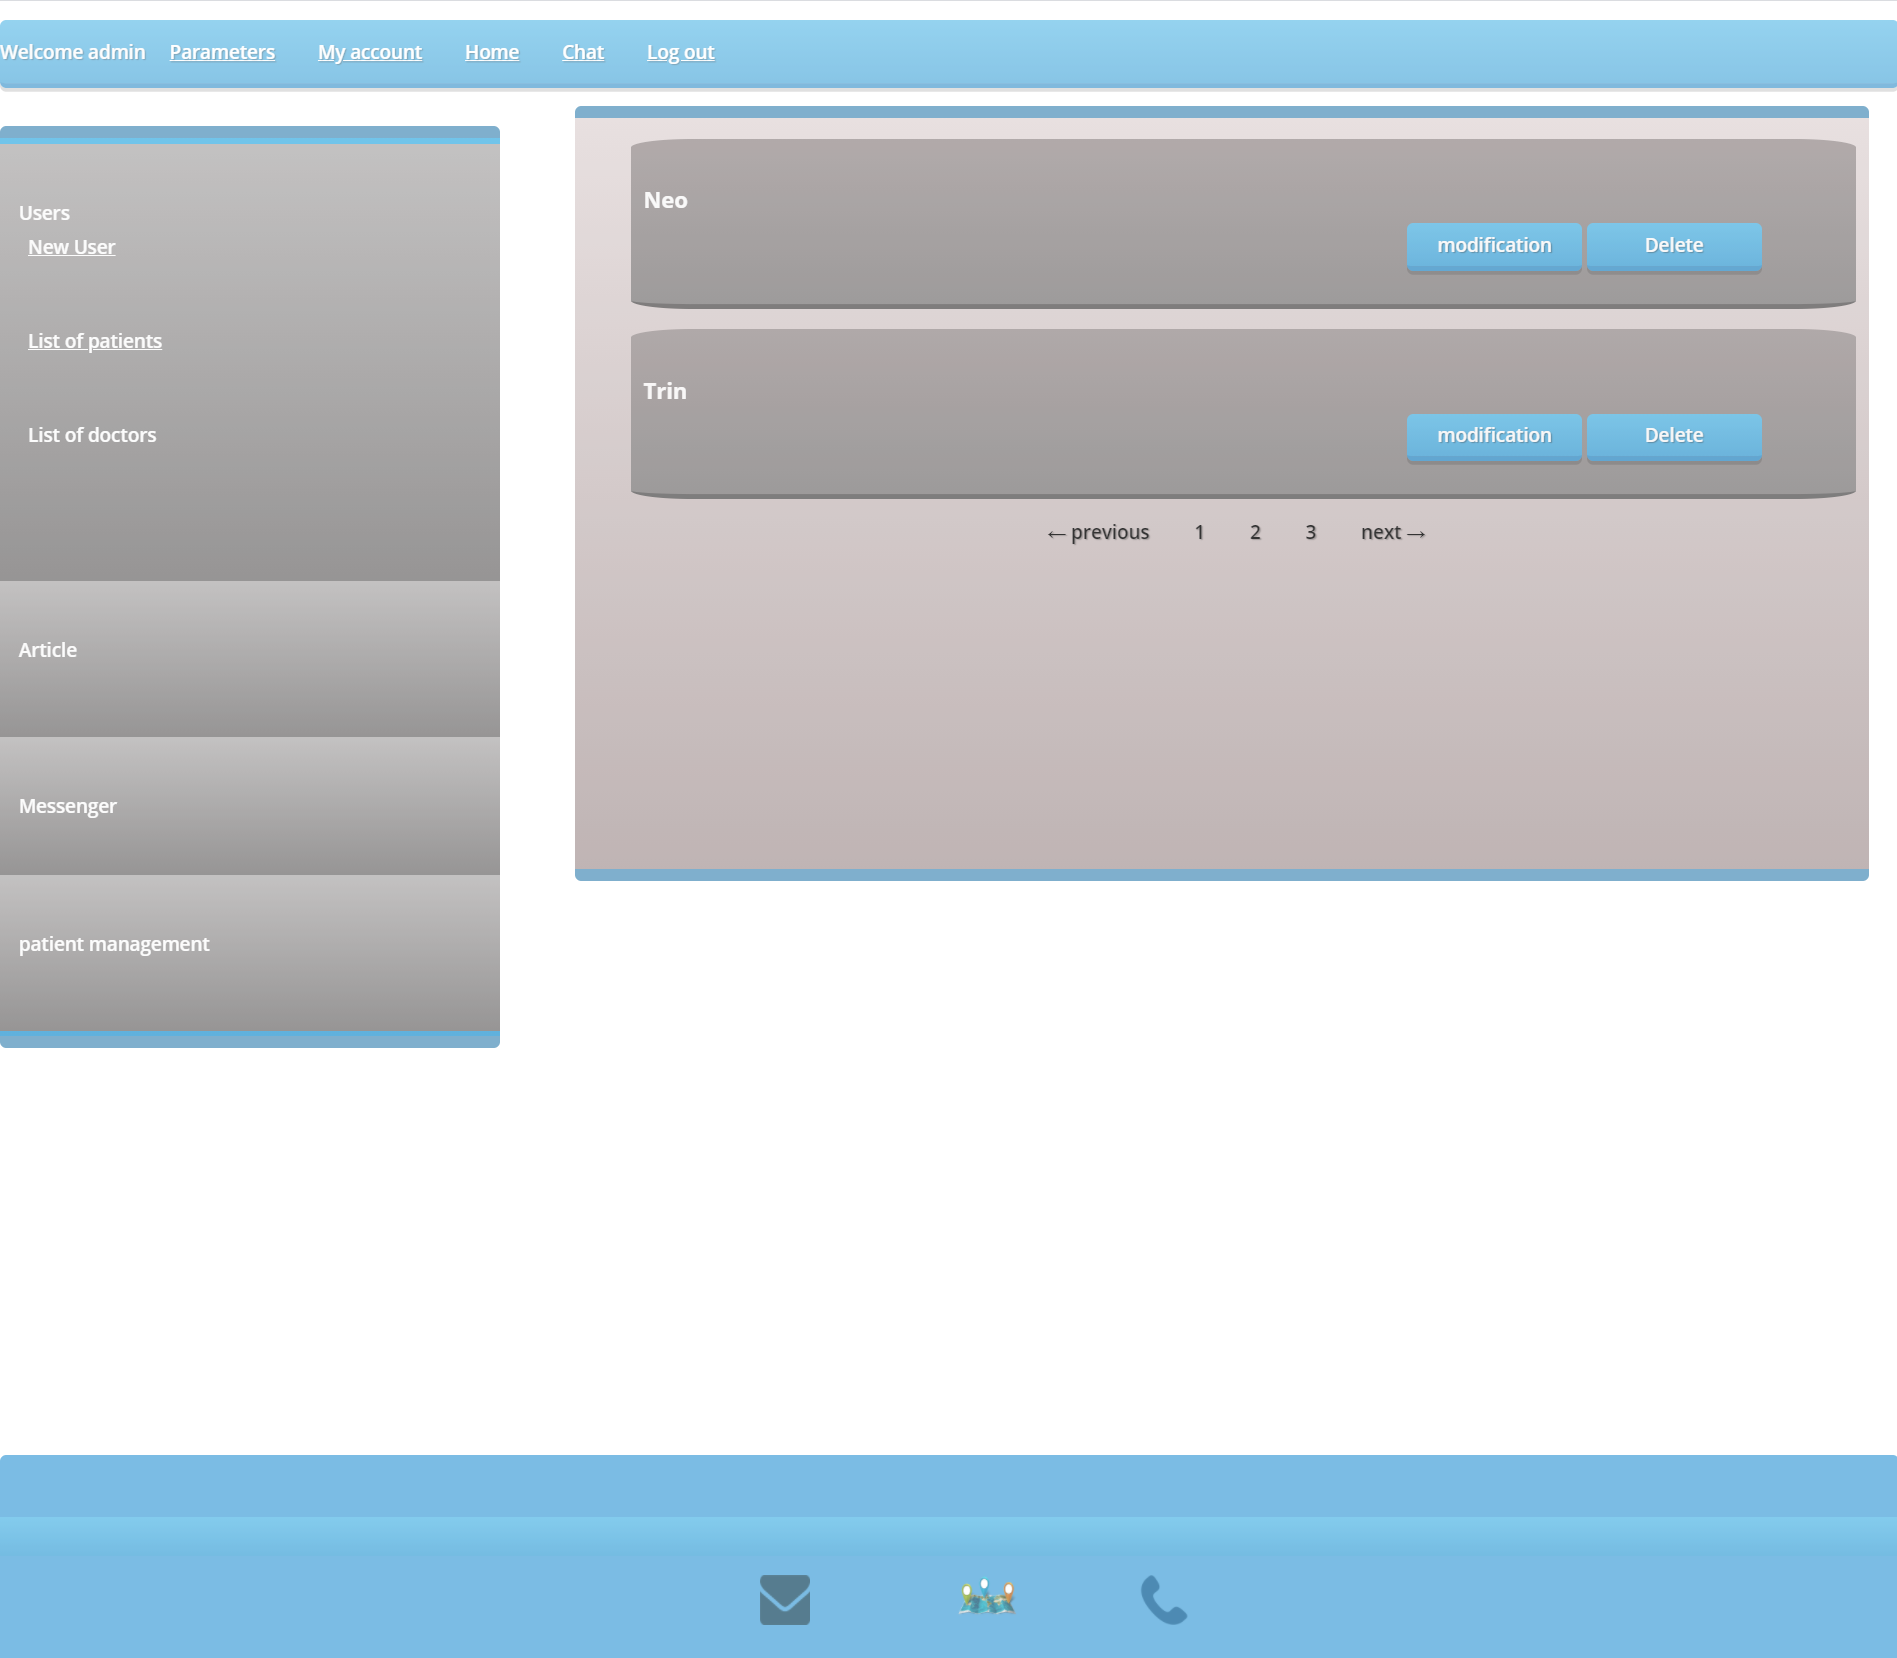 Welcome admin Parameters My account Home Chat Log out
Users
New User
List of patients
List of doctors
Article
Messenger
patient management
Neo
modification Delete
Trin
modification Delete
←previous 1 2 3 next→